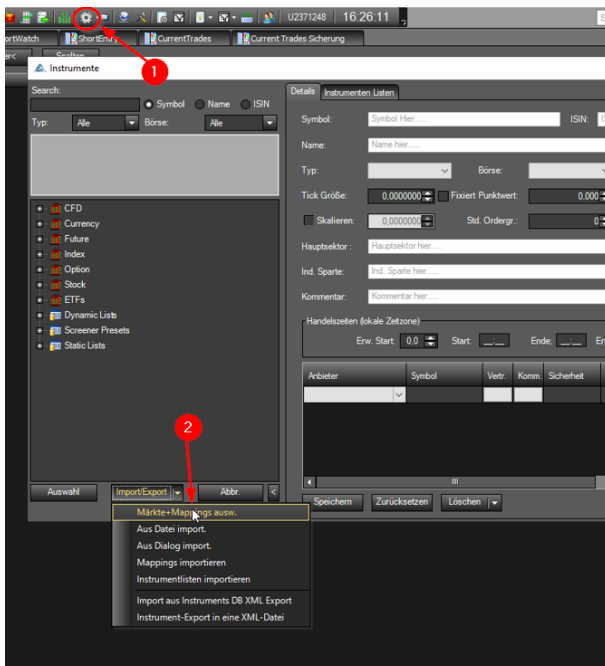 U2371248 16:26:11 S
ortWatch ShortEntry CurrentTrades Current Trades Sicherung
Spalten
1
Instrumente
Search:
Symbol Name ISIN
Typ: Alle Börse: Alle
CFD
Currency
Future
Index
Option
Stock
ETFs
Dynamic Lists
Screener Presets
Static Lists
2
Auswahl Import/Export Abbr. <
Märkte+Mappings ausw.
Aus Datei import.
Aus Dialog import.
Mappings importieren
Instrumentlisten importieren
Import aus Instruments DB XML Export
Instrument-Export in eine XML-Datei
Details Instrumenten Listen
Symbol: Symbol Hier..... ISIN: IS
Name: Name hier.....
Typ: Börse:
Tick Größe: 0,0000000 Fixiert Punktwert: 0,000
Skalieren: 0,0000000 Std. Ordergr.: 0
Hauptsektor : Hauptsektor hier.....
Ind. Sparte: Ind. Sparte hier.....
Kommentar: Kommentar hier.....
Handelszeiten (lokale Zeitzone)
Erw. Start: 0,0 Start: __:__ Ende: __:__ Er
Anbieter Symbol Vertr. Komm. Sicherheit
Speichern Zurücksetzen Löschen